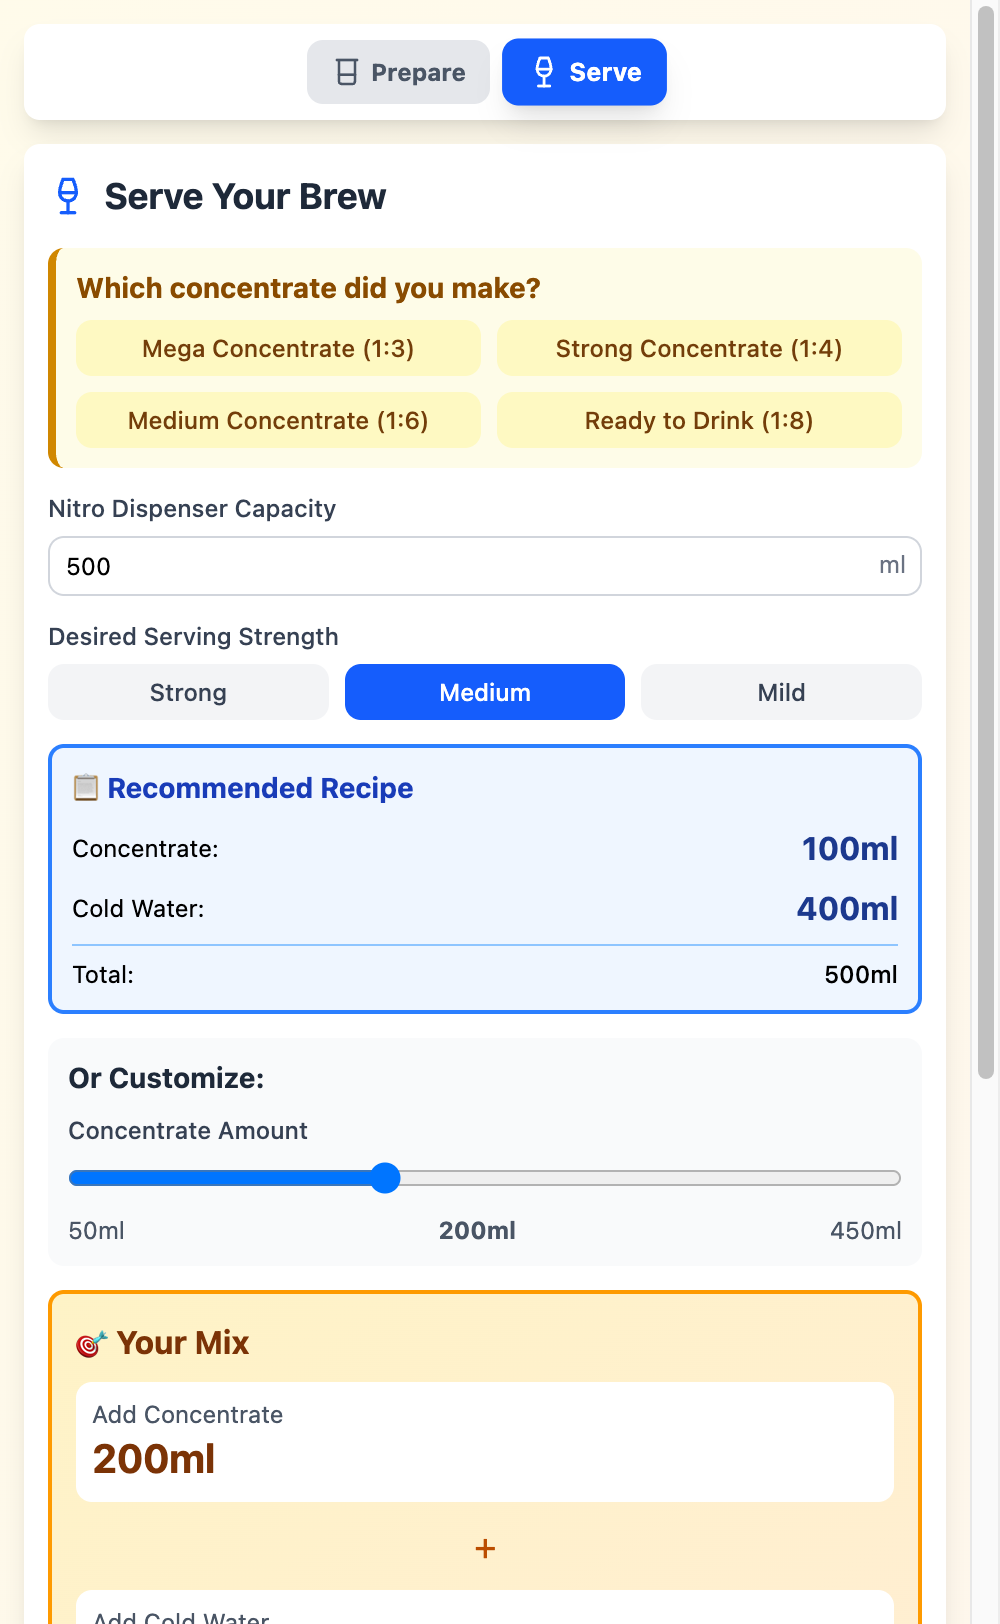 Prepare
Serve
Serve Your Brew
Which concentrate did you make?
Mega Concentrate (1:3)
Strong Concentrate (1:4)
Medium Concentrate (1:6)
Ready to Drink (1:8)
Nitro Dispenser Capacity
500 ml
Desired Serving Strength
Strong
Medium
Mild
Recommended Recipe
Concentrate: 100ml
Cold Water: 400ml
Total: 500ml
Or Customize:
Concentrate Amount
50ml 200ml 450ml
Your Mix
Add Concentrate
200ml
+
Add Cold Water